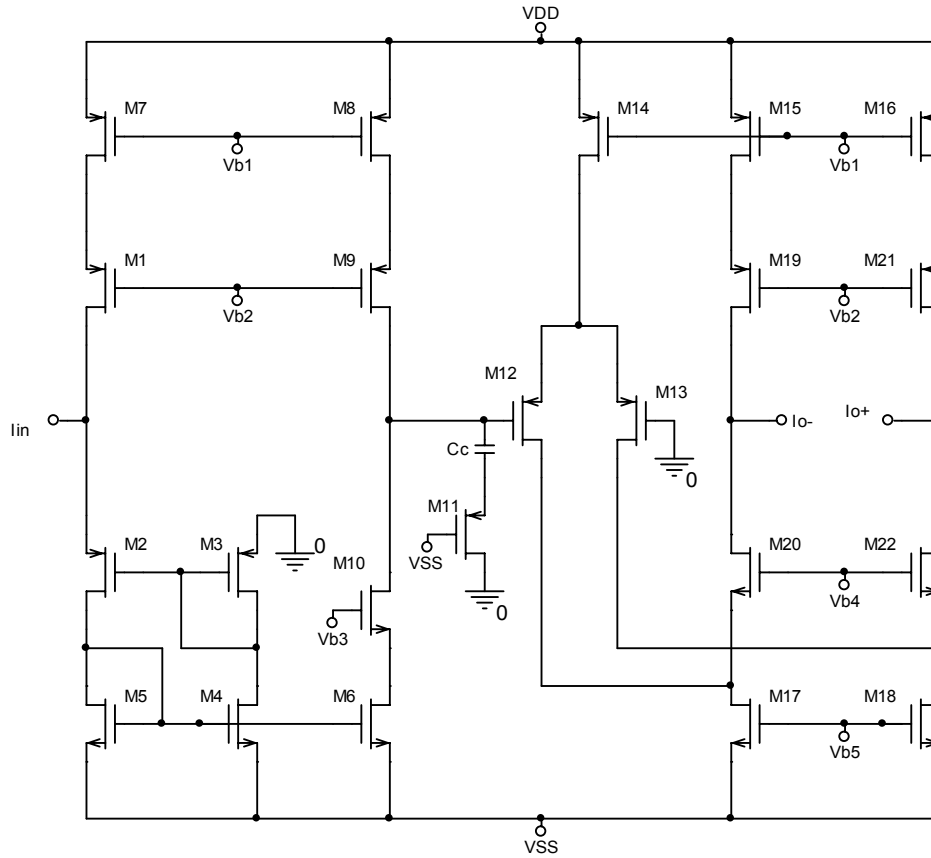 VDD
M7
M8
M14
M15
M16
Vb1
Vb1
M1
M9
M19
M21
Vb2
Vb2
M12
M13
Iin
Io-
Io+
Cc
0
M11
M2
M3
0
M10
VSS
M20
M22
Vb3
0
Vb4
M5
M4
M6
M17
M18
Vb5
VSS